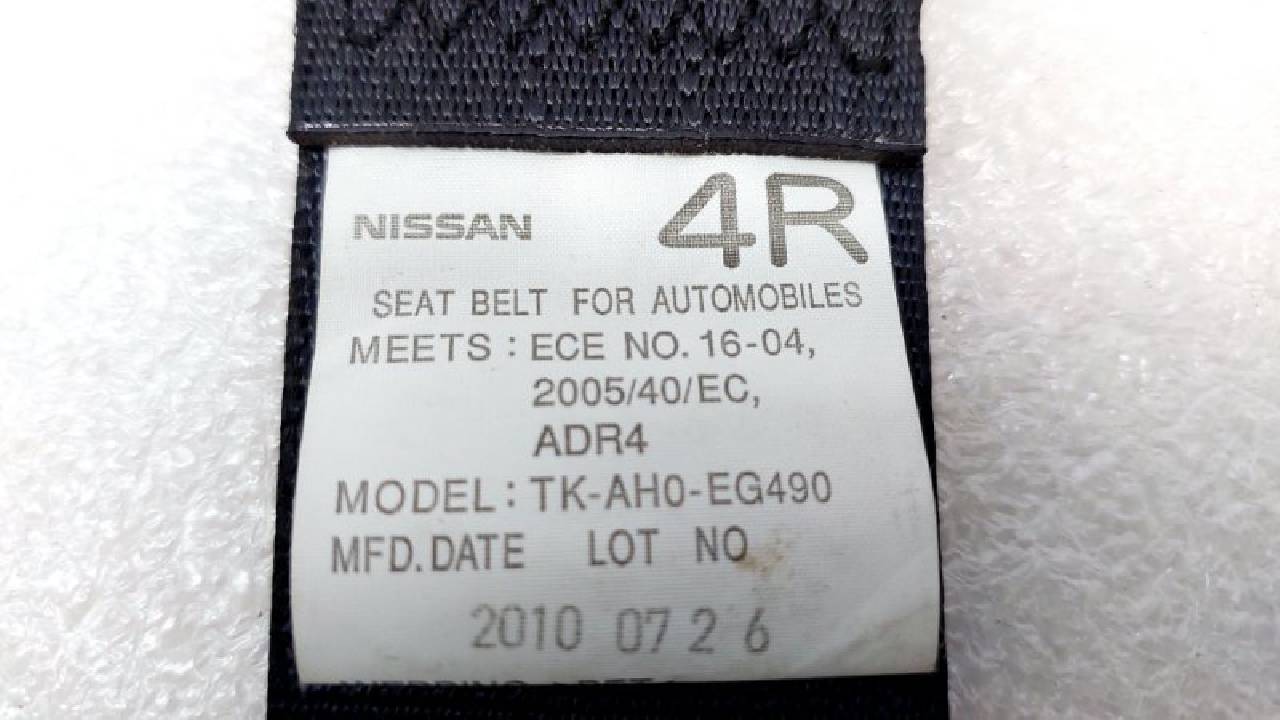 NISSAN 4R
SEAT BELT FOR AUTOMOBILES
MEETS : ECE NO. 16-04,
2005/40/EC,
ADR4
MODEL : TK-AH0-EG490
MFD. DATE LOT NO
2010 07 2 6